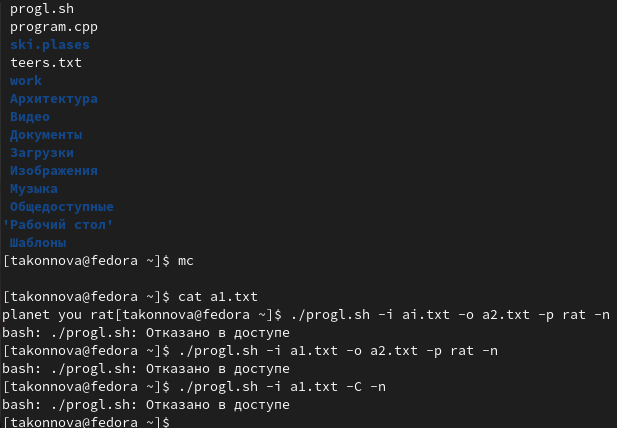 progl.sh
program.cpp
ski.plases
teers.txt
work
Архитектура
Видео
Документы
Загрузки
Изображения
Музыка
Общедоступные
'Рабочий стол'
Шаблоны
[takonnova@fedora ~]$ mc
[takonnova@fedora ~]$ cat a1.txt
planet you rat[takonnova@fedora ~]$ ./progl.sh -i ai.txt -o a2.txt -p rat -n
bash: ./progl.sh: Отказано в доступе
[takonnova@fedora ~]$ ./progl.sh -i a1.txt -o a2.txt -p rat -n
bash: ./progl.sh: Отказано в доступе
[takonnova@fedora ~]$ ./progl.sh -i a1.txt -C -n
bash: ./progl.sh: Отказано в доступе
[takonnova@fedora ~]$